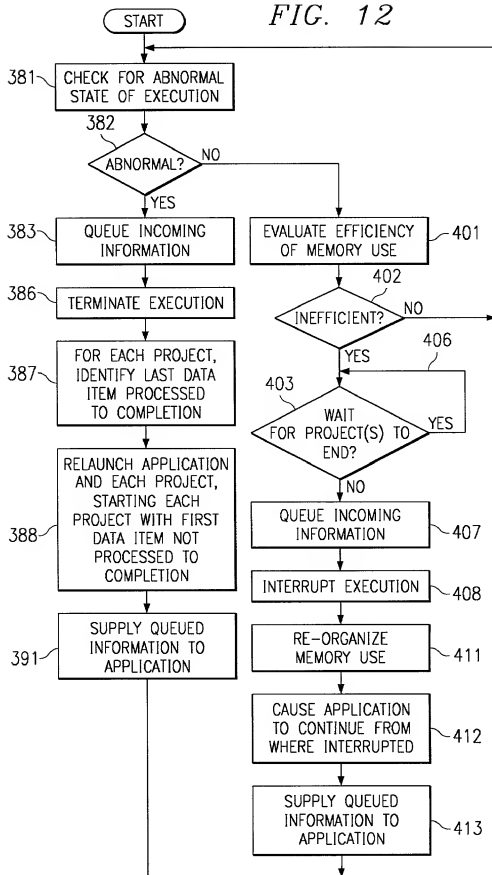 FIG. 12
START
381
CHECK FOR ABNORMAL
STATE OF EXECUTION
382
ABNORMAL?
NO
YES
383
QUEUE INCOMING
INFORMATION
386
TERMINATE EXECUTION
387
FOR EACH PROJECT,
IDENTIFY LAST DATA
ITEM PROCESSED
TO COMPLETION
388
RELAUNCH APPLICATION
AND EACH PROJECT,
STARTING EACH
PROJECT WITH FIRST
DATA ITEM NOT
PROCESSED TO
COMPLETION
391
SUPPLY QUEUED
INFORMATION TO
APPLICATION
EVALUATE EFFICIENCY
OF MEMORY USE
401
402
INEFFICIENT?
NO
YES
406
403
WAIT
FOR PROJECT(S) TO
END?
YES
NO
QUEUE INCOMING
INFORMATION
407
INTERRUPT EXECUTION
408
RE-ORGANIZE
MEMORY USE
411
CAUSE APPLICATION
TO CONTINUE FROM
WHERE INTERRUPTED
412
SUPPLY QUEUED
INFORMATION TO
APPLICATION
413